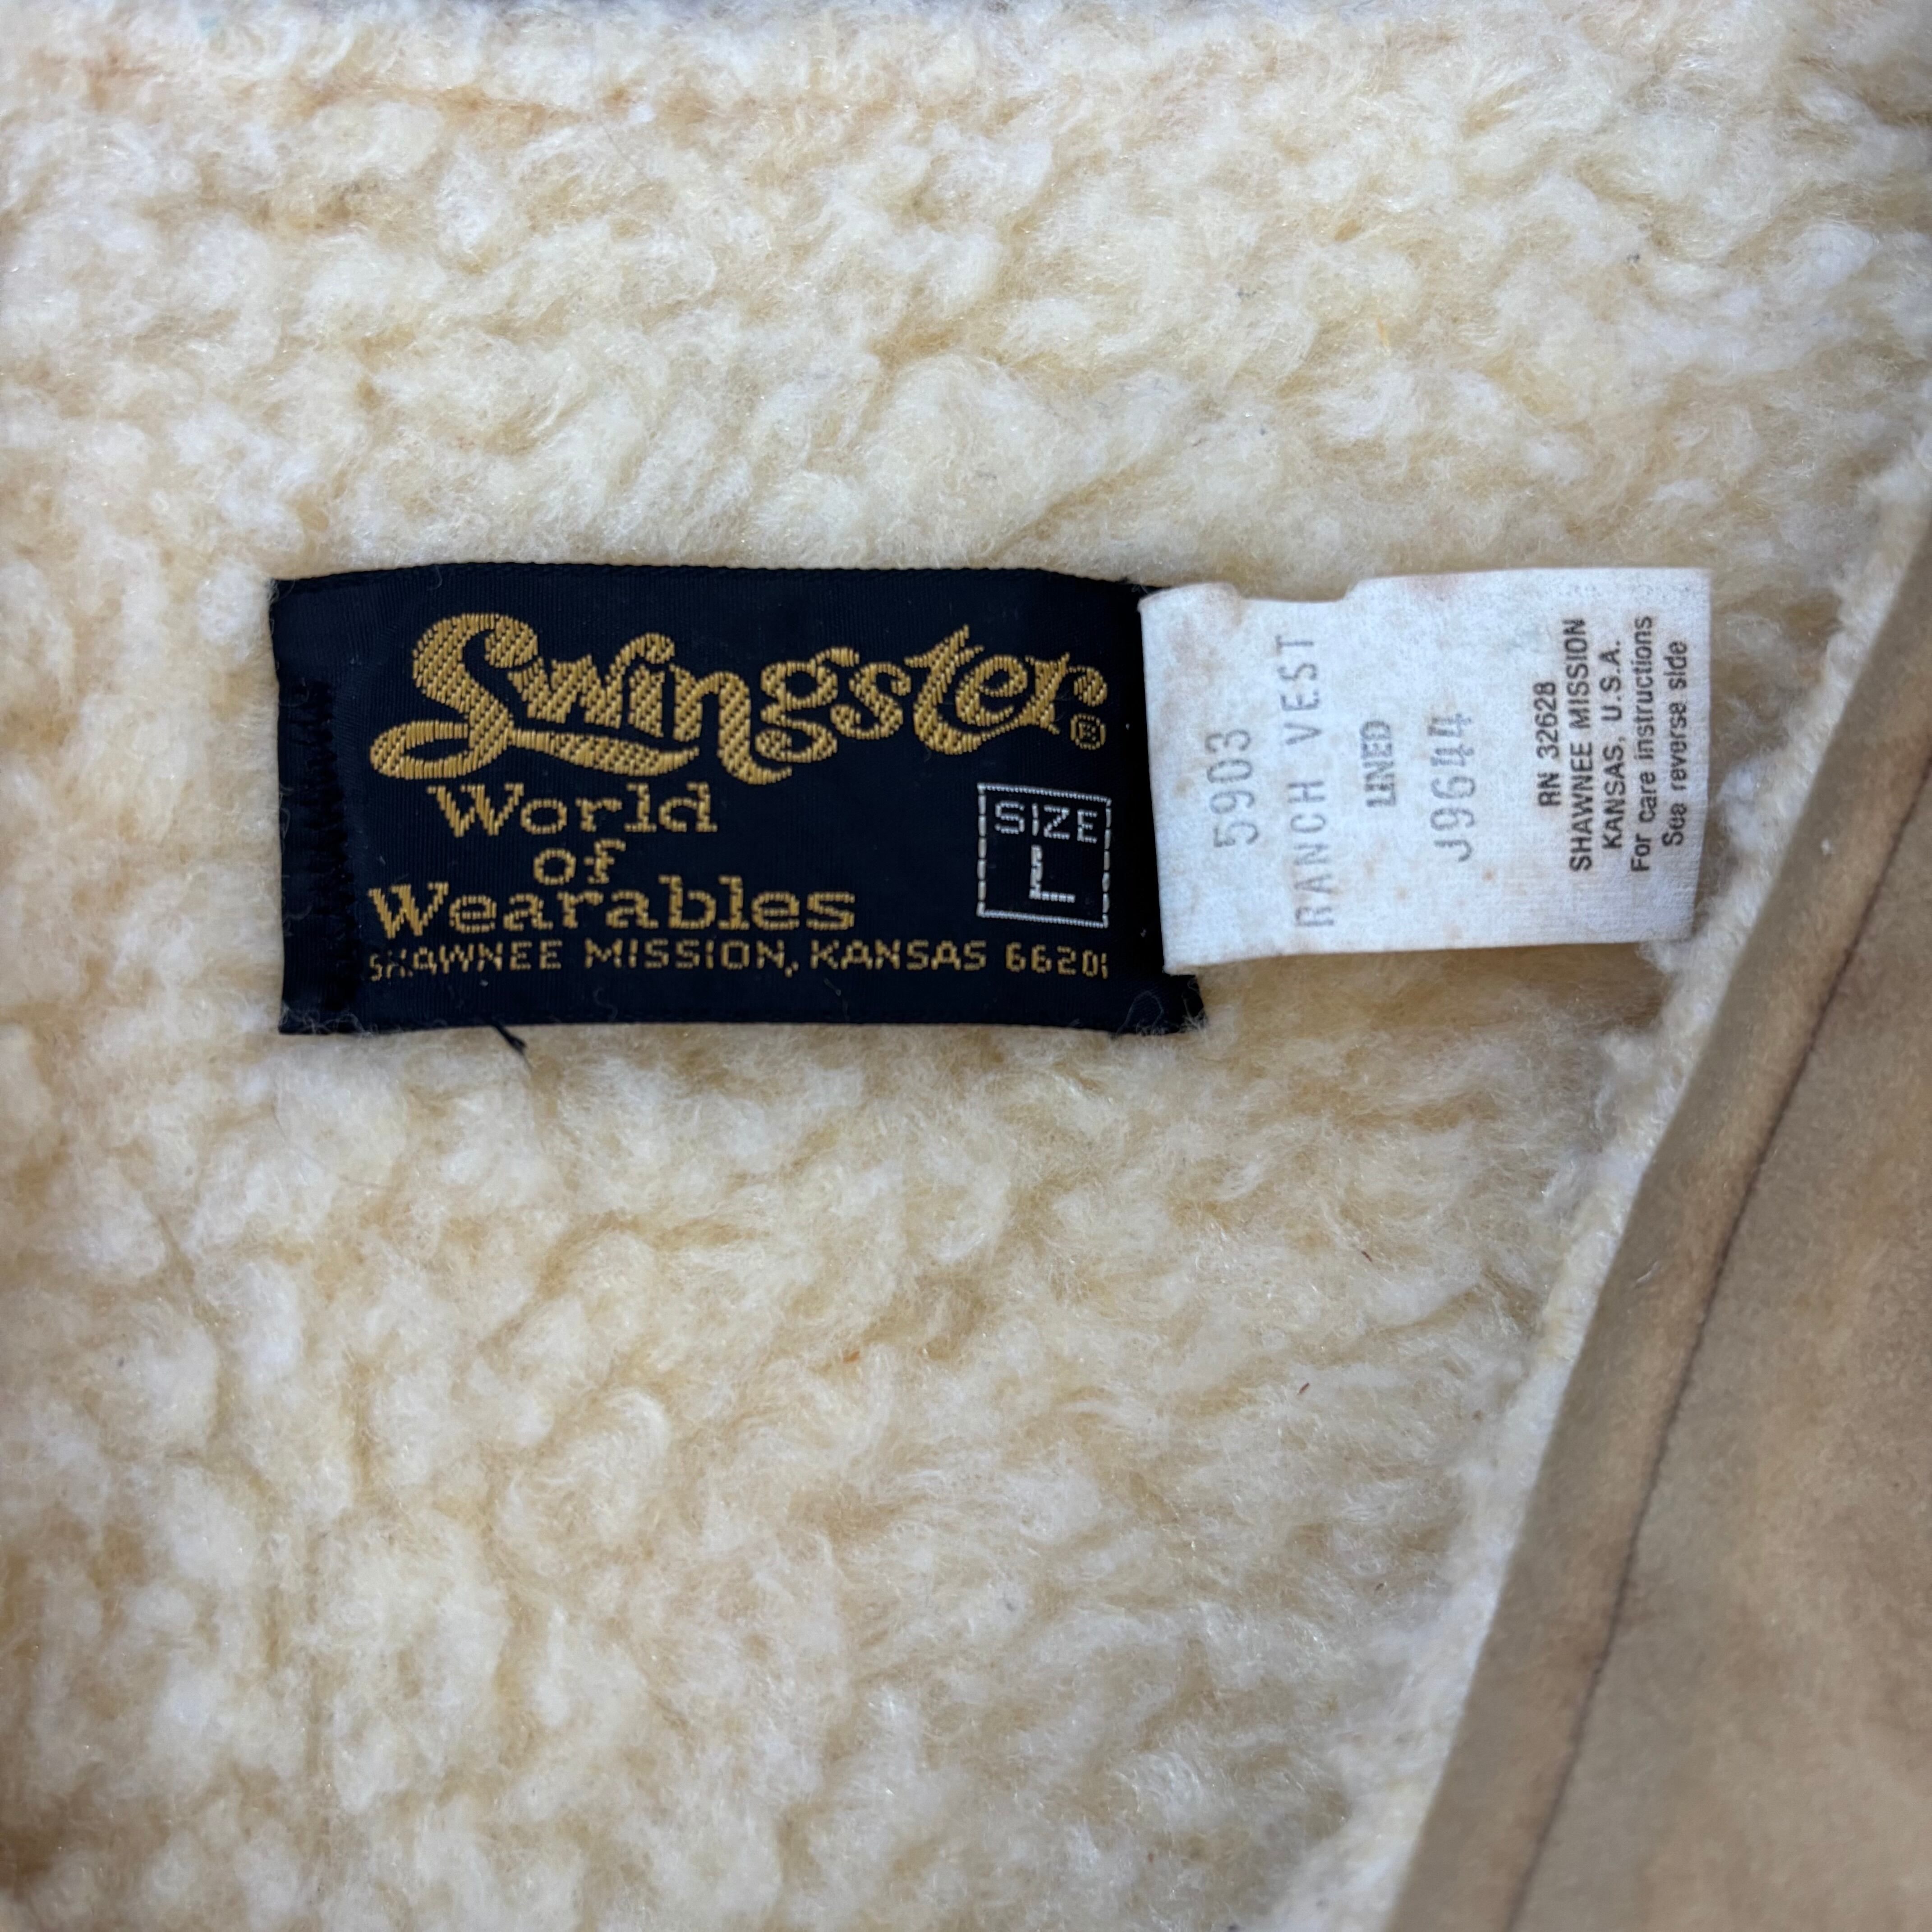 Swingster®
World
of
Wearables
SHAWNEE MISSION, KANSAS 66201
SIZE
L
5903
RANCH VEST
LINED
J9644
RN 32628
SHAWNEE MISSION
KANSAS, U.S.A.
For care instructions
See reverse side